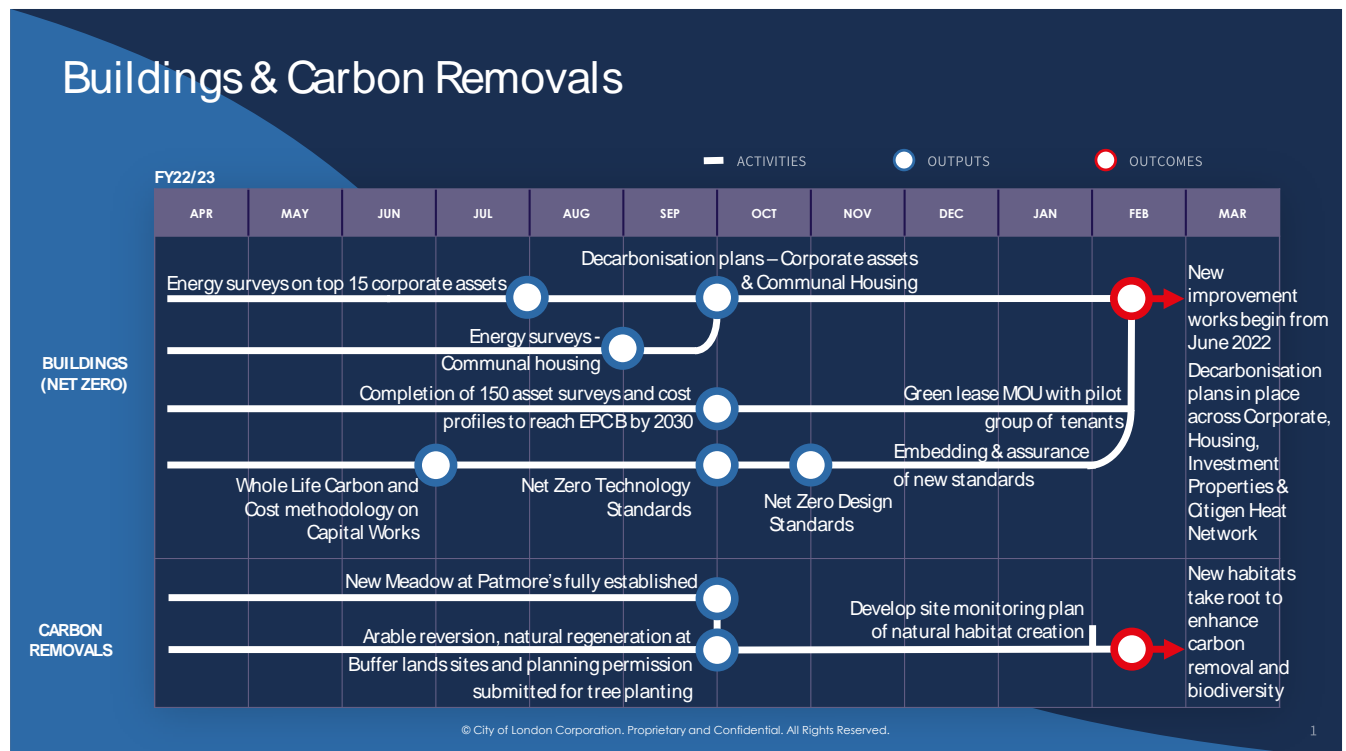 Buildings & Carbon Removals
ACTIVITIES
OUTPUTS
OUTCOMES
FY22/23
APR
MAY
JUN
JUL
AUG
SEP
OCT
NOV
DEC
JAN
FEB
MAR
BUILDINGS
(NET ZERO)
Energy surveys on top 15 corporate assets
Decarbonisation plans – Corporate assets
& Communal Housing
Energy surveys -
Communal housing
Completion of 150 asset surveys and cost
profiles to reach EPCB by 2030
Green lease MOU with pilot
group of tenants
Embedding & assurance
of new standards
Whole Life Carbon and
Cost methodology on
Capital Works
Net Zero Technology
Standards
Net Zero Design
Standards
New
improvement
works begin from
June 2022
Decarbonisation
plans in place
across Corporate,
Housing,
Investment
Properties &
Citigen Heat
Network
CARBON
REMOVALS
New Meadow at Patmore's fully established
Arable reversion, natural regeneration at
Buffer lands sites and planning permission
submitted for tree planting
Develop site monitoring plan
of natural habitat creation
New habitats
take root to
enhance
carbon
removal and
biodiversity
© City of London Corporation. Proprietary and Confidential. All Rights Reserved.
1